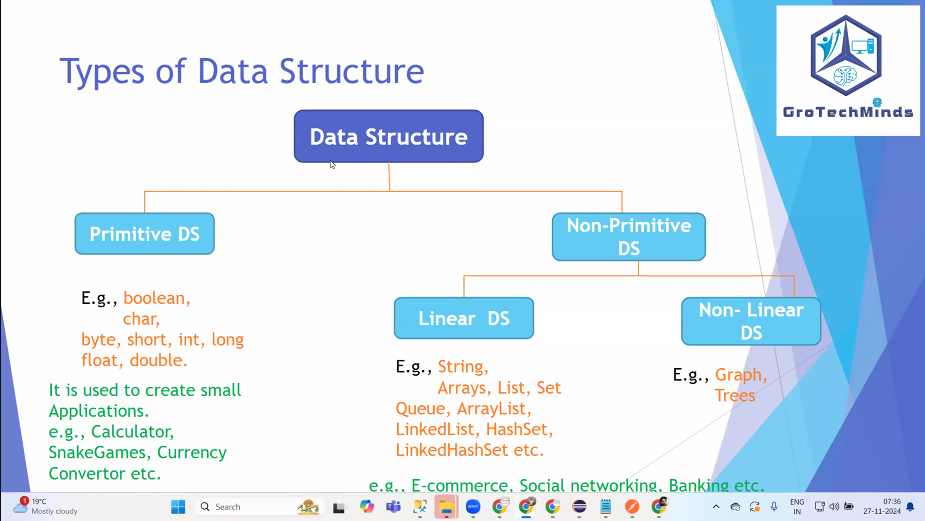 Types of Data Structure
GroTechMinds
Data Structure
Primitive DS
Non-Primitive
DS
Linear DS
Non- Linear
DS
E.g., boolean,
char,
byte, short, int, long
float, double.
It is used to create small
Applications.
e.g., Calculator,
SnakeGames, Currency
Convertor etc.
E.g., String,
Arrays, List, Set
Queue, ArrayList,
LinkedList, HashSet,
LinkedHashSet etc.
E.g., Graph,
Trees
e.g., E-commerce, Social networking, Banking etc.
1
19°C
Mostly cloudy
Search
ENG
IN
07:36
27-11-2024